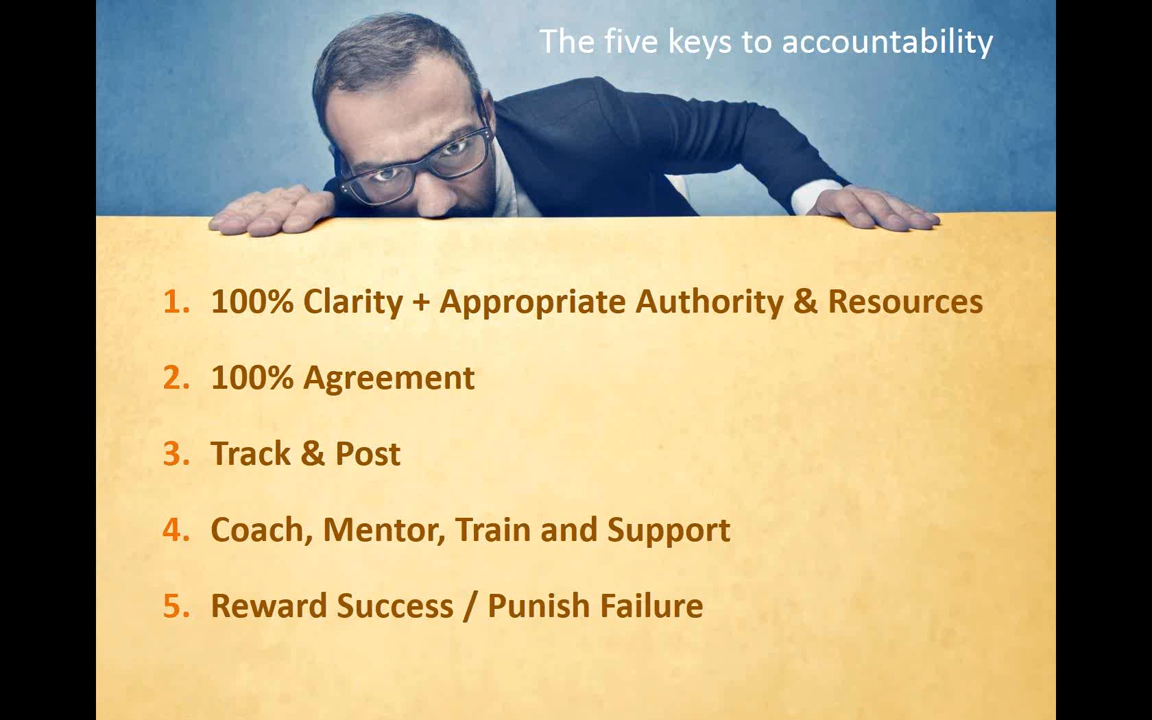 The five keys to accountability
1. 100% Clarity + Appropriate Authority & Resources
2. 100% Agreement
3. Track & Post
4. Coach, Mentor, Train and Support
5. Reward Success / Punish Failure